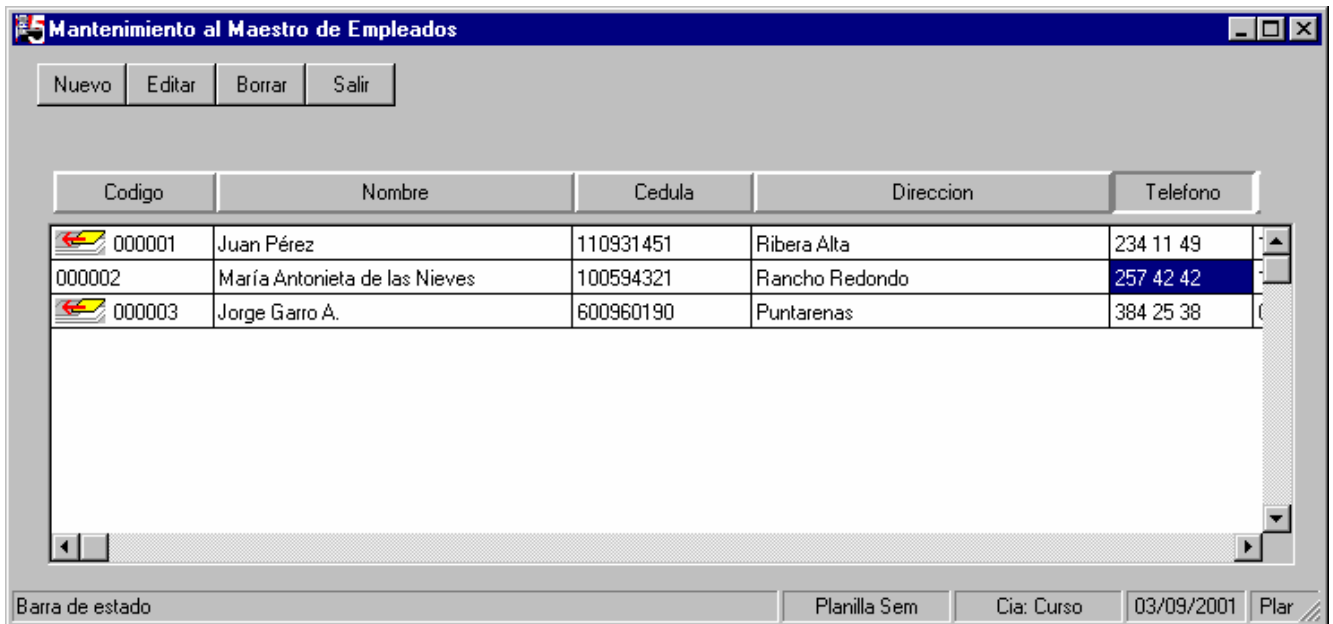 Mantenimiento al Maestro de Empleados
Nuevo Editar Borrar Salir
Codigo Nombre Cedula Direccion Telefono
000001 Juan Pérez 110931451 Ribera Alta 234 11 49
000002 María Antonieta de las Nieves 100594321 Rancho Redondo 257 42 42
000003 Jorge Garro A. 600960190 Puntarenas 384 25 38
Barra de estado Planilla Sem Cia: Curso 03/09/2001 Plar